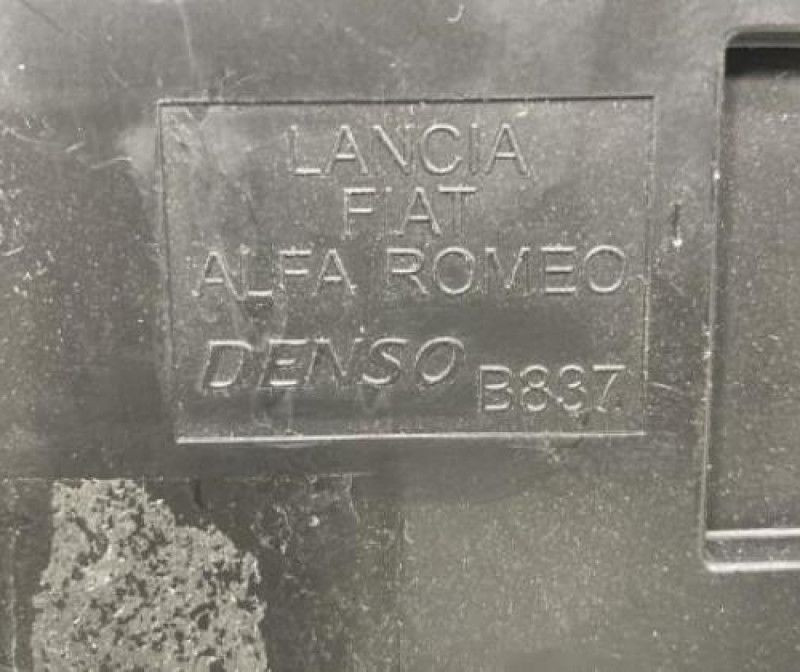 LANCIA
FIAT
ALFA ROMEO
DENSO B837